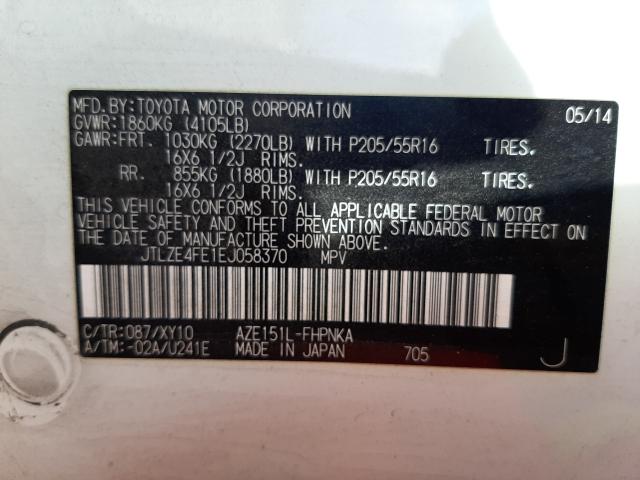 MFD. BY: TOYOTA MOTOR CORPORATION 05/14
GVWR: 1860KG (4105LB)
GAWR: FRT. 1030KG (2270LB) WITH P205/55R16 TIRES.
16X6 1/2J RIMS.
RR. 855KG (1880LB) WITH P205/55R16 TIRES.
16X6 1/2J RIMS.
THIS VEHICLE CONFORMS TO ALL APPLICABLE FEDERAL MOTOR
VEHICLE SAFETY AND THEFT PREVENTION STANDARDS IN EFFECT ON
THE DATE OF MANUFACTURE SHOWN ABOVE.
JTLZE4FE1EJ058370 MPV
C/TR: 087/XY10 AZE151L-FHPNKA
A/TM: -02A/U241E MADE IN JAPAN 705 J